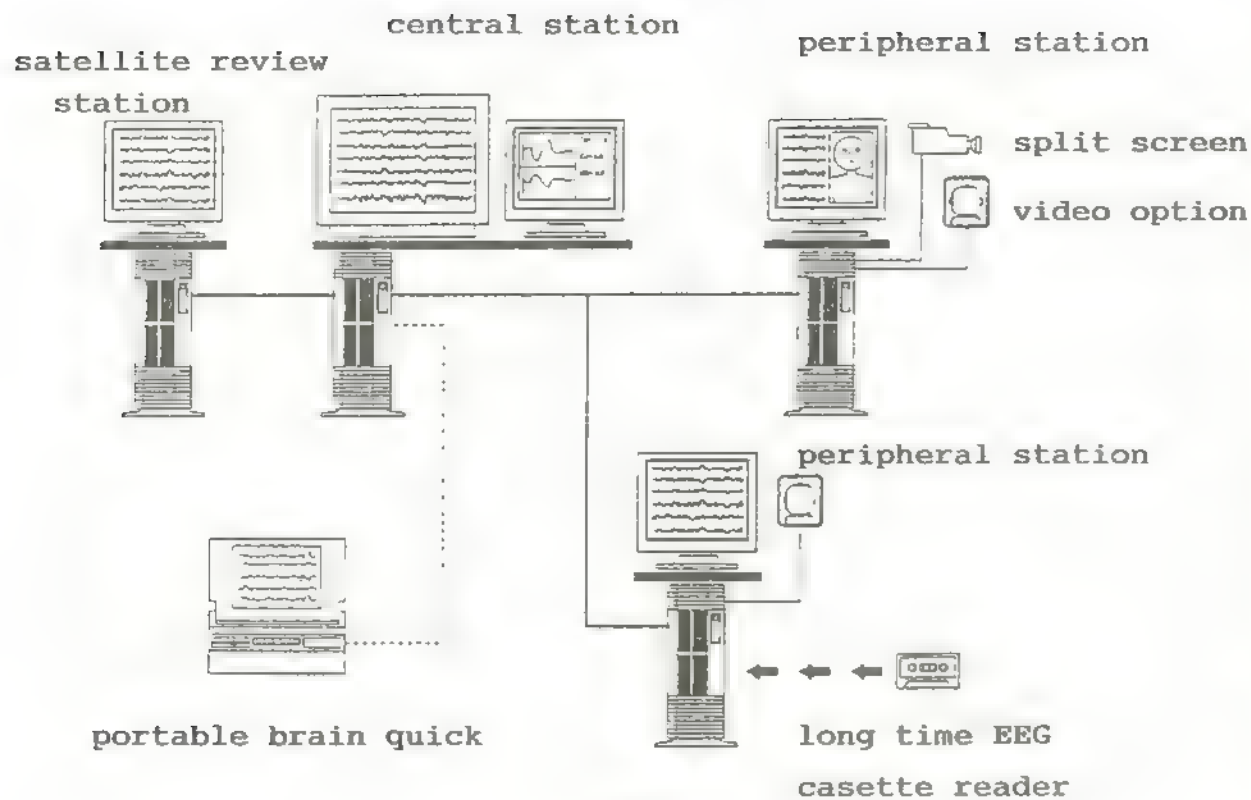 central station
peripheral station
satellite review
station
split screen
video option
peripheral station
portable brain quick
long time EEG
casette reader